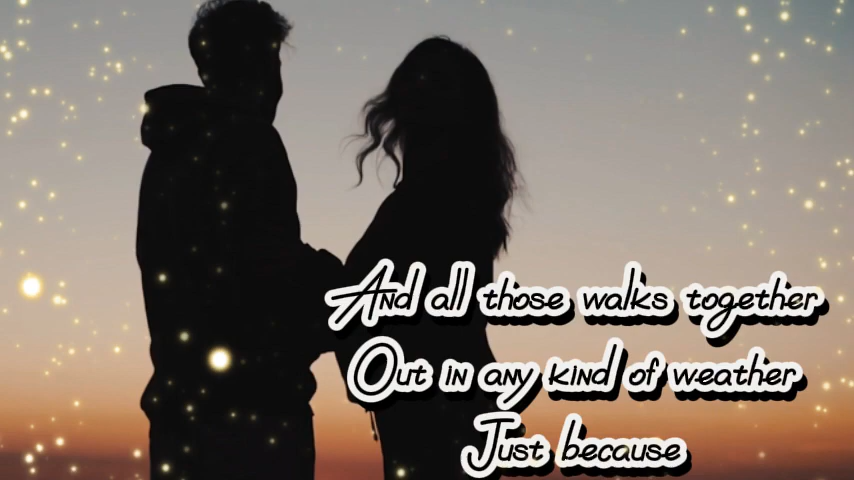 And all those walks together
Out in any kind of weather
Just because